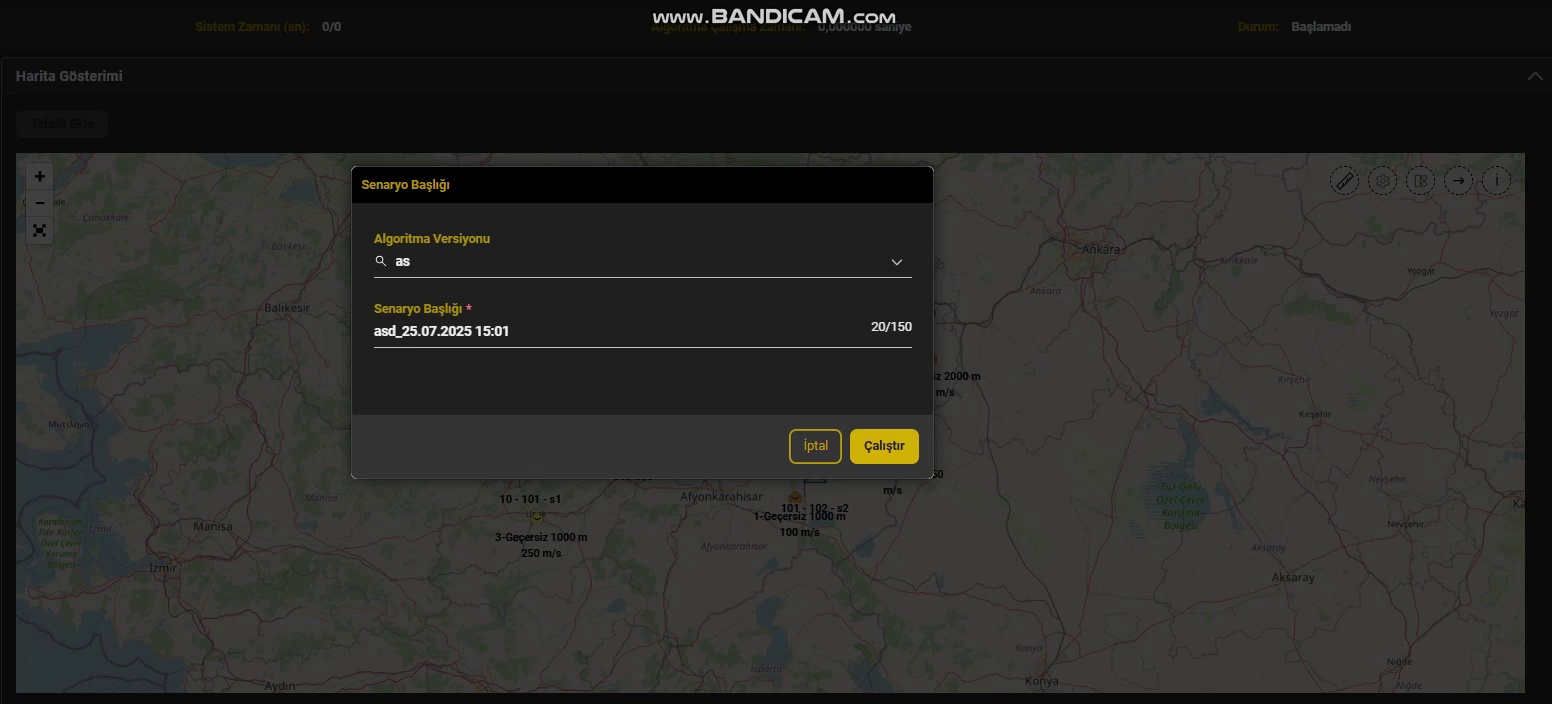 www.BANDICAM.com
Sistem Zamanı (sn): 0/0
Algoritma Çalışma Zamanı: 0,000000 saniye
Durum: Başlamadı
Harita Gösterimi
Tehdit Ekle
Senaryo Başlığı
Algoritma Versiyonu
as
Senaryo Başlığı *
asd_25.07.2025 15:01
20/150
İptal
Çalıştır
+
−
Çanakkale
Balıkesir
Balıkesir
Manisa
Manisa
İzmir
İzmir
Aydın
Uşak
10 - 101 - s1
3-Geçersiz 1000 m
250 m/s
Afyonkarahisar
Afyonkarahisar
101 - 102 - s2
1-Geçersiz 1000 m
100 m/s
iz 2000 m
m/s
50
m/s
Isparta
Ankara
Ankara
Kırıkkale
Yozgat
Yozgat
Kırşehir
Kırşehir
Nevşehir
Nevşehir
Tuz Gölü
Özel Çevre
Koruma
Bölgesi
Aksaray
Aksaray
Konya
Konya
Niğde
Niğde
Ka